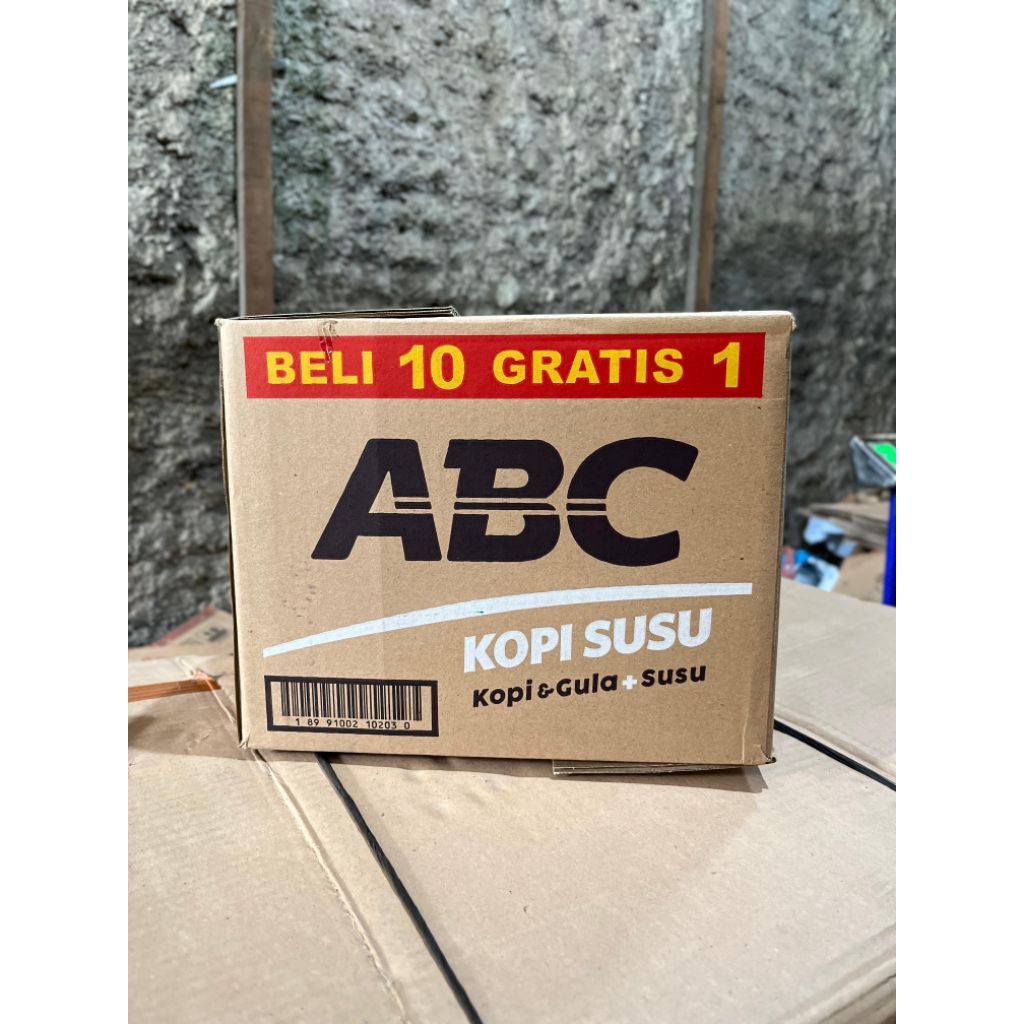 BELI 10 GRATIS 1
ABC
KOPI SUSU
Kopi & Gula + Susu
1 89 91002 10203 0